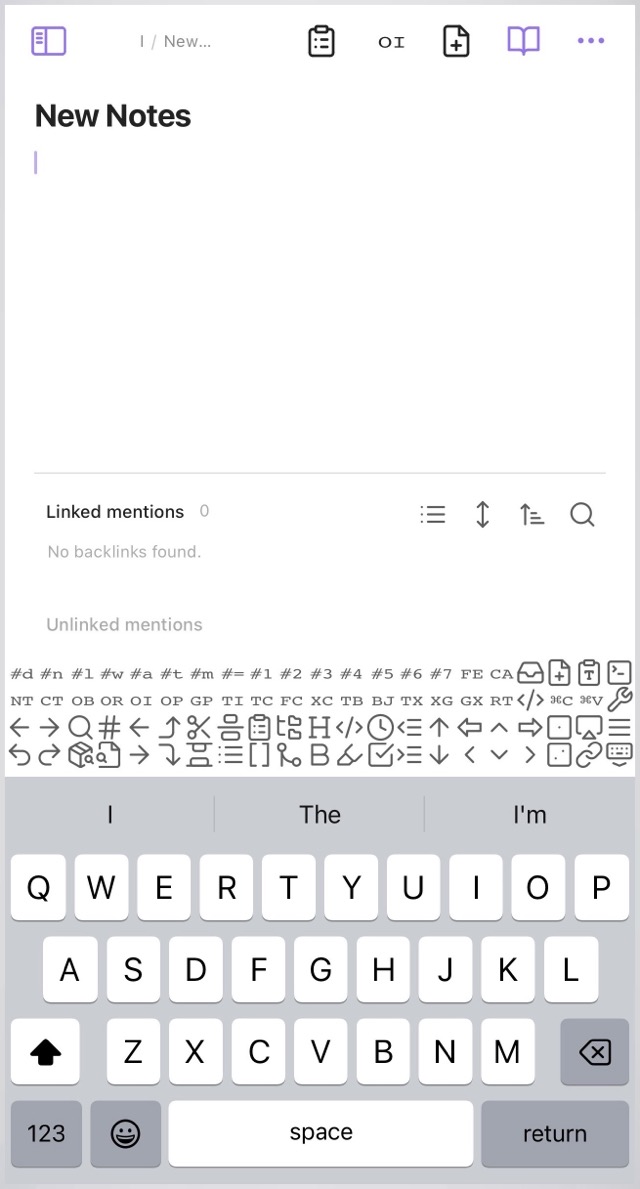 I / New...
OI
New Notes
Linked mentions 0
No backlinks found.
Unlinked mentions
#d #n #l #w #a #t #m #= #1 #2 #3 #4 #5 #6 #7 FE CA
NT CT OB OR OI OP GP TI TC FC XC TB BJ TX XG GX RT </> ⌘C ⌘V
I The I'm
Q W E R T Y U I O P
A S D F G H J K L
Z X C V B N M
123 space return